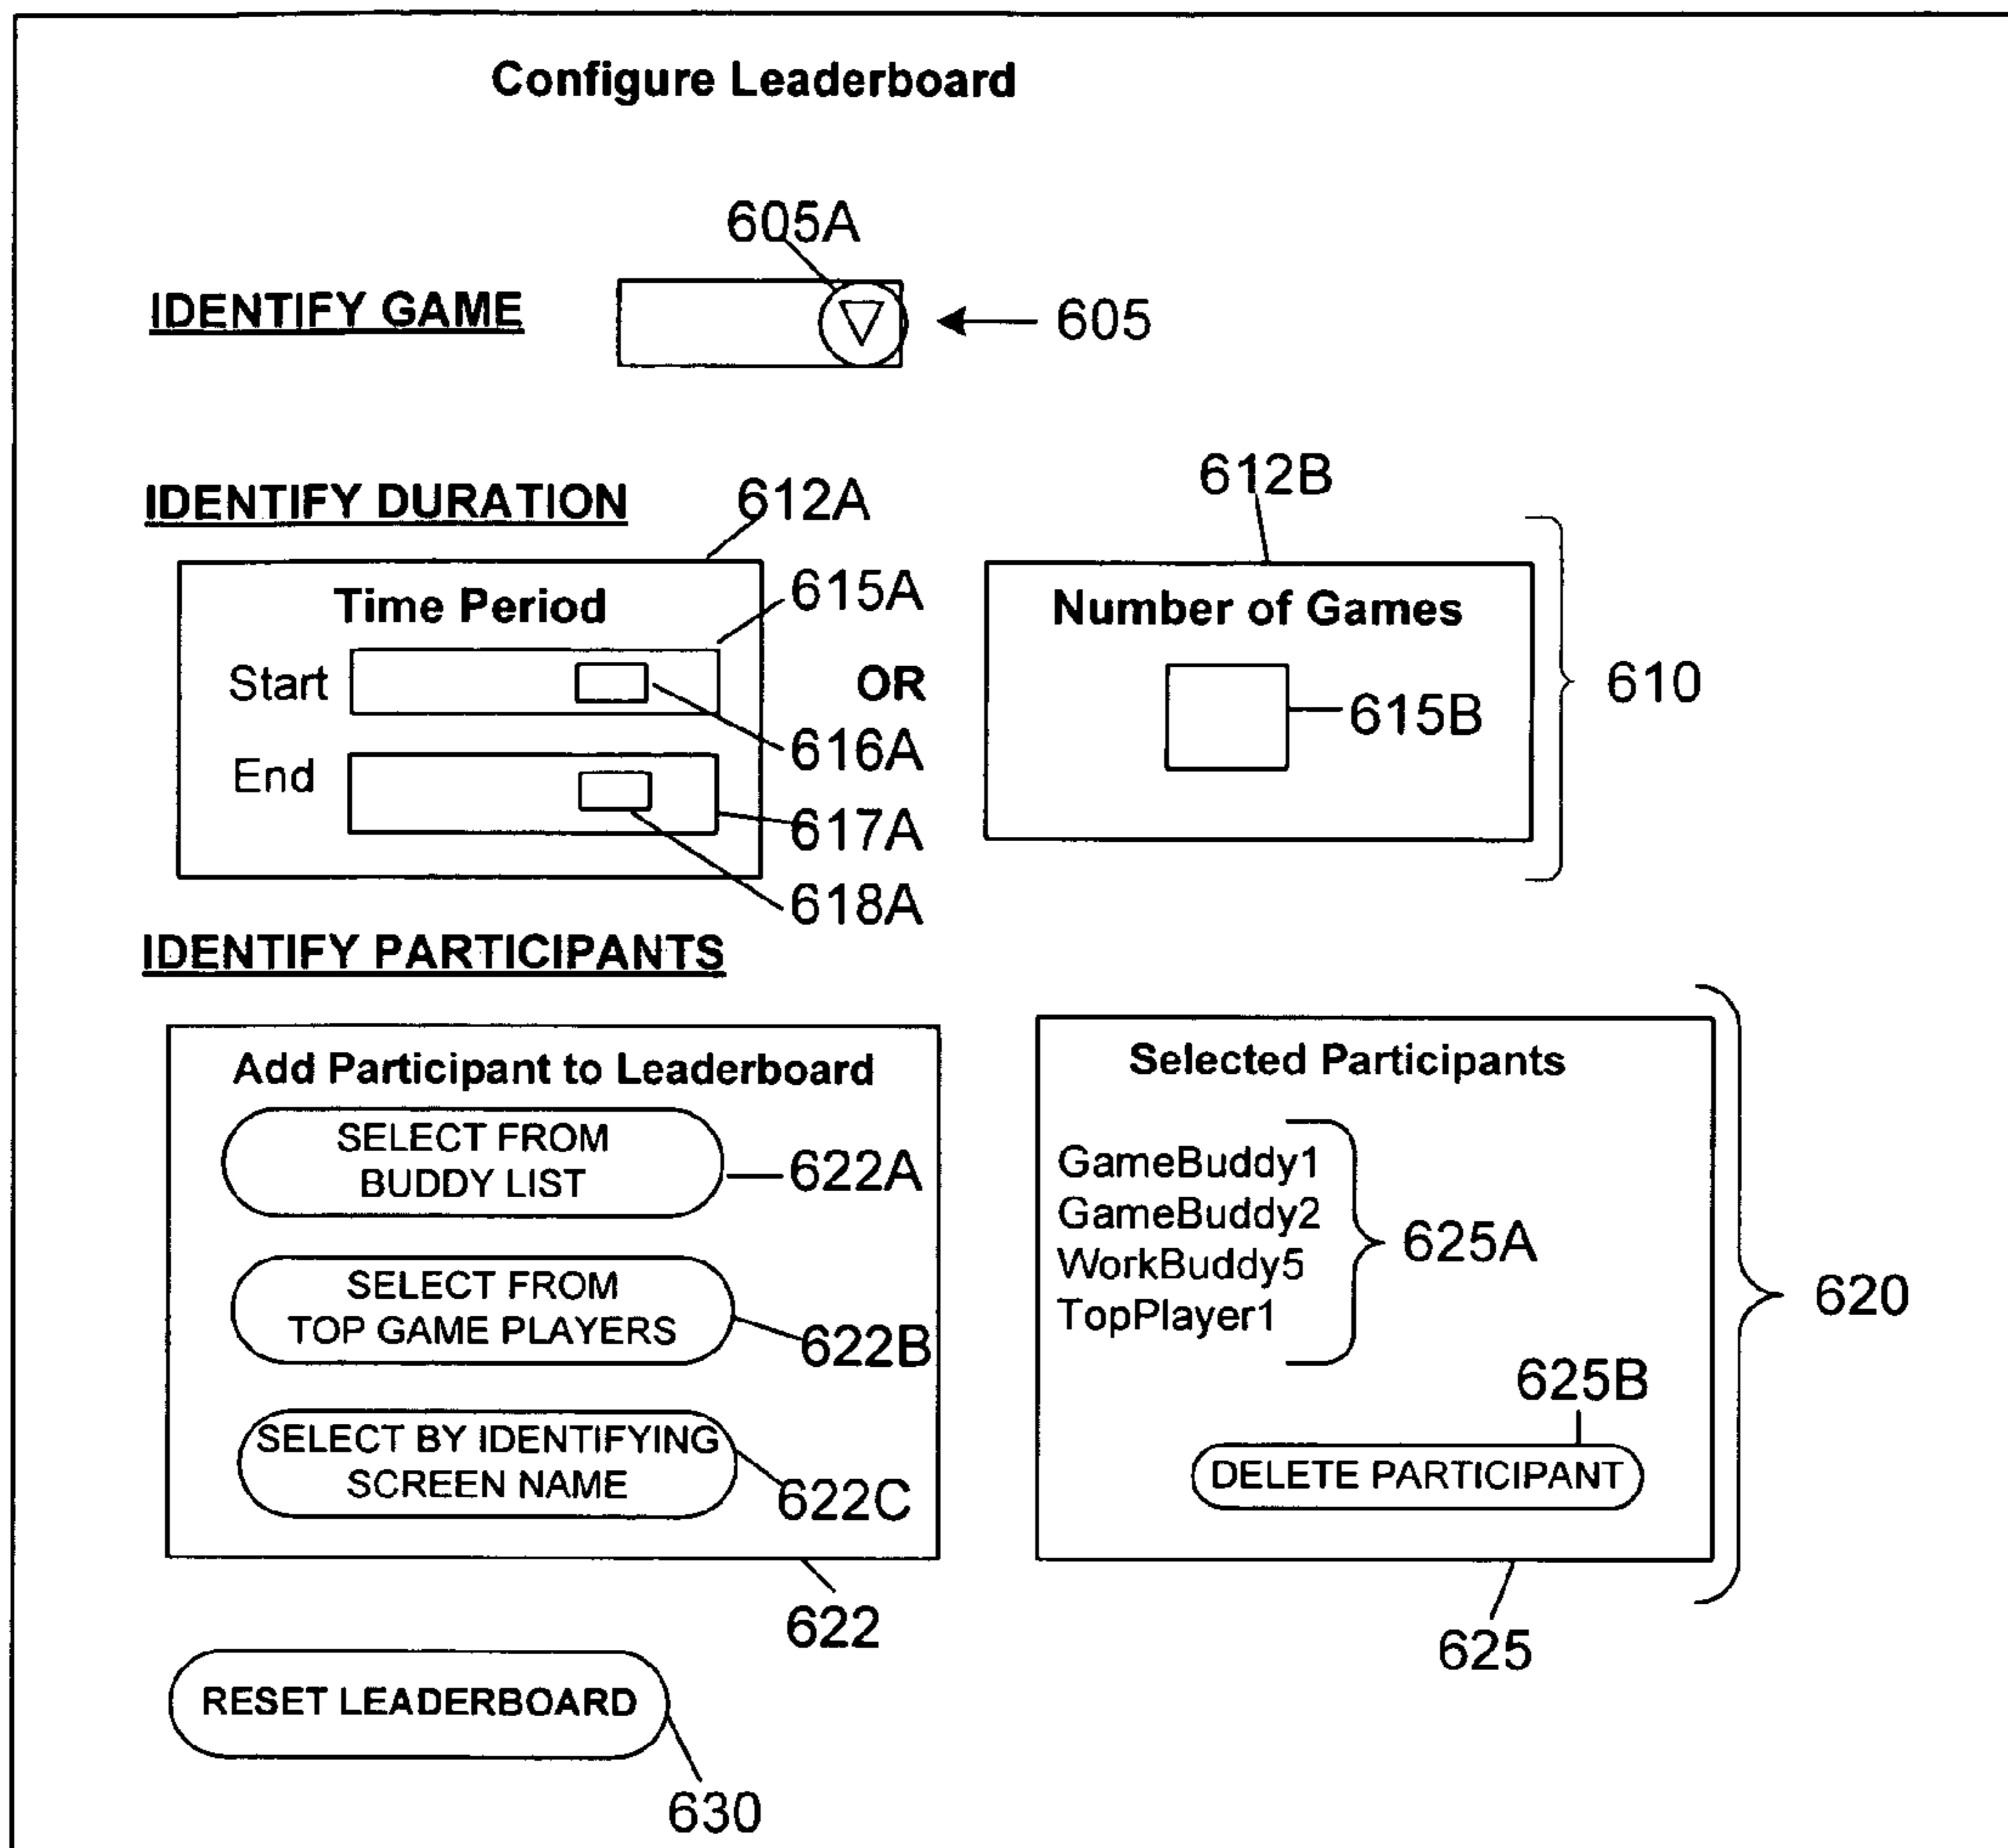 Configure Leaderboard
605A
IDENTIFY GAME
605
IDENTIFY DURATION
612A
612B
Time Period
615A
Number of Games
Start
OR
610
615B
616A
End
617A
618A
IDENTIFY PARTICIPANTS
Add Participant to Leaderboard
SELECT FROM
BUDDY LIST
622A
SELECT FROM
TOP GAME PLAYERS
622B
SELECT BY IDENTIFYING
SCREEN NAME
622C
622
Selected Participants
GameBuddy1
GameBuddy2
WorkBuddy5
TopPlayer1
625A
620
625B
DELETE PARTICIPANT
625
RESET LEADERBOARD
630